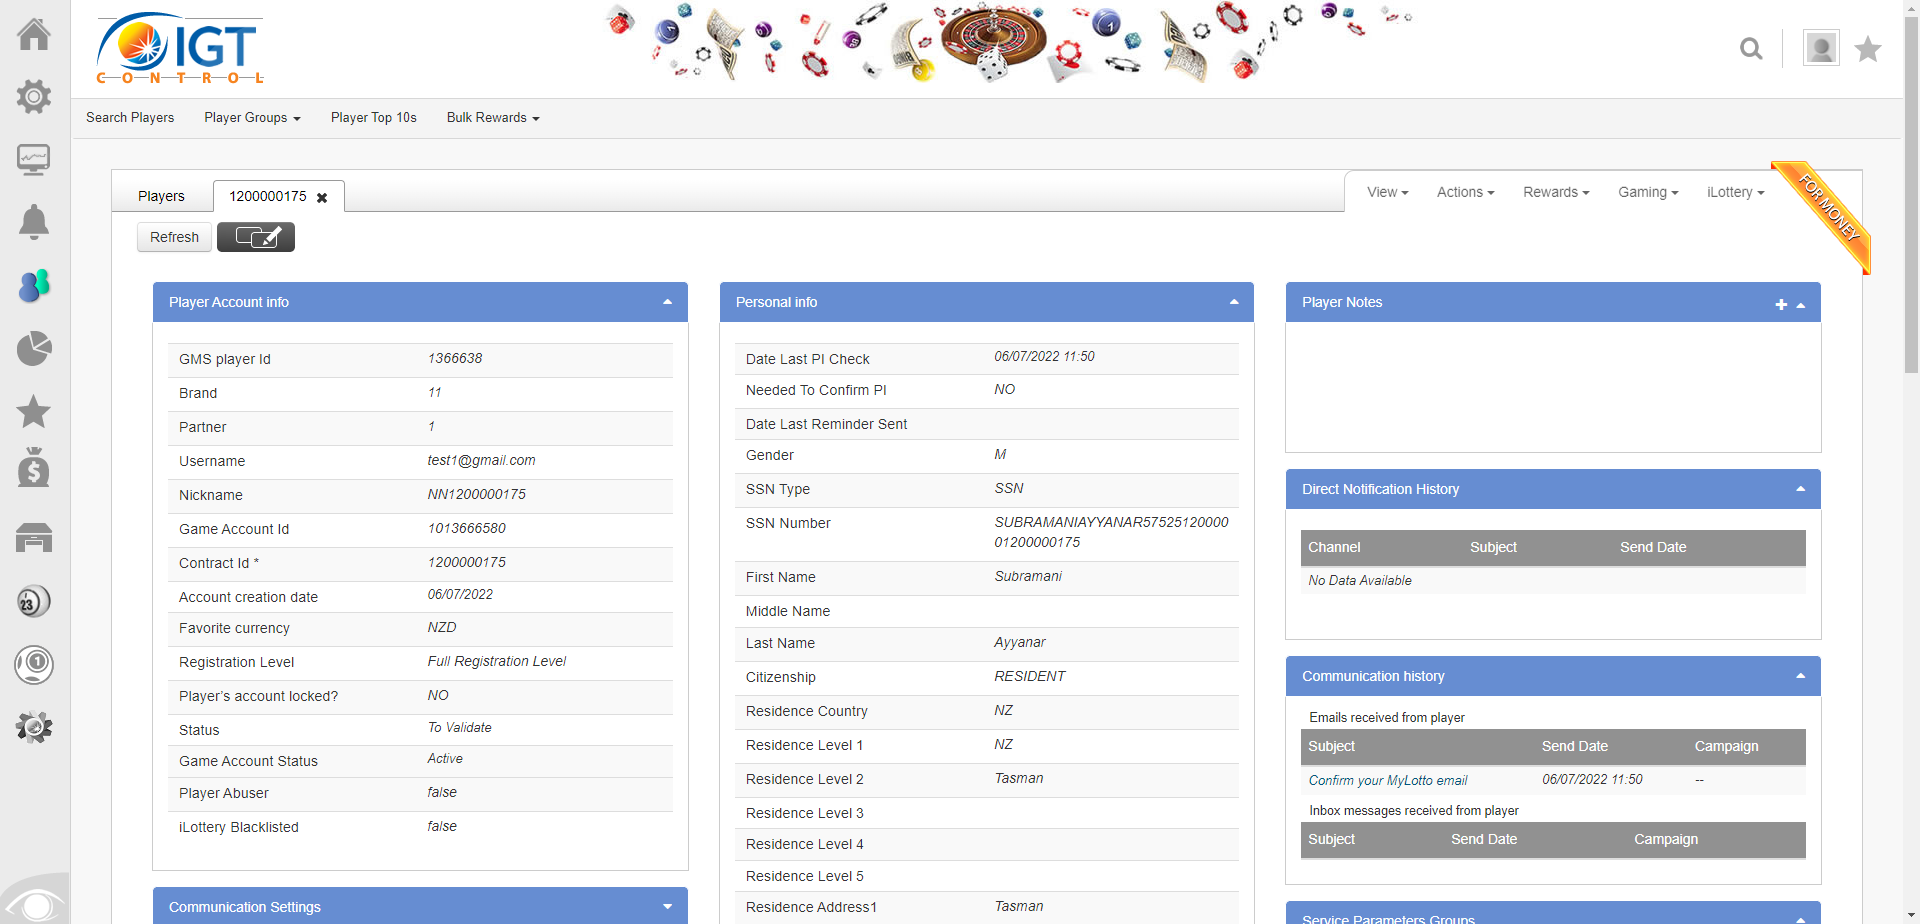 IGT
CONTROL
Search Players
Player Groups
Player Top 10s
Bulk Rewards
Players
1200000175
View
Actions
Rewards
Gaming
iLottery
FOR MONEY
Refresh
Player Account info
GMS player Id 1366638
Brand 11
Partner 1
Username test1@gmail.com
Nickname NN1200000175
Game Account Id 1013666580
Contract Id * 1200000175
Account creation date 06/07/2022
Favorite currency NZD
Registration Level Full Registration Level
Player's account locked? NO
Status To Validate
Game Account Status Active
Player Abuser false
iLottery Blacklisted false
Communication Settings
Personal info
Date Last PI Check 06/07/2022 11:50
Needed To Confirm PI NO
Date Last Reminder Sent
Gender M
SSN Type SSN
SSN Number SUBRAMANIAYYANAR57525120000
01200000175
First Name Subramani
Middle Name
Last Name Ayyanar
Citizenship RESIDENT
Residence Country NZ
Residence Level 1 NZ
Residence Level 2 Tasman
Residence Level 3
Residence Level 4
Residence Level 5
Residence Address1 Tasman
Player Notes
Direct Notification History
Channel Subject Send Date
No Data Available
Communication history
Emails received from player
Subject Send Date Campaign
Confirm your MyLotto email 06/07/2022 11:50 --
Inbox messages received from player
Subject Send Date Campaign
Service Parameters Groups
23
1